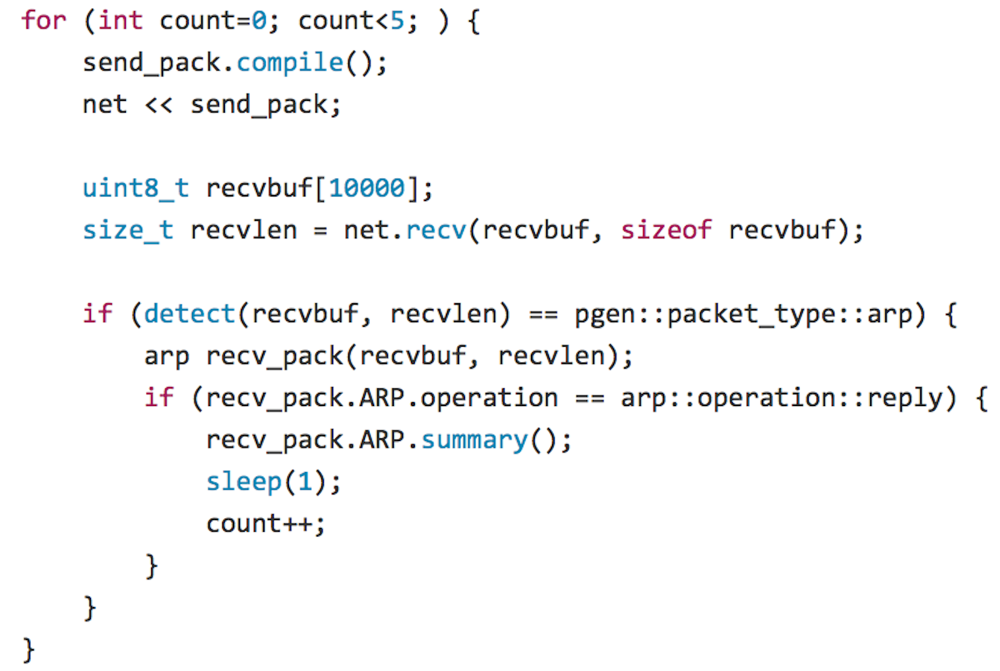 for (int count=0; count<5; ) {
    send_pack.compile();
    net << send_pack;

    uint8_t recvbuf[10000];
    size_t recvlen = net.recv(recvbuf, sizeof recvbuf);

    if (detect(recvbuf, recvlen) == pgen::packet_type::arp) {
        arp recv_pack(recvbuf, recvlen);
        if (recv_pack.ARP.operation == arp::operation::reply) {
            recv_pack.ARP.summary();
            sleep(1);
            count++;
        }
    }
}